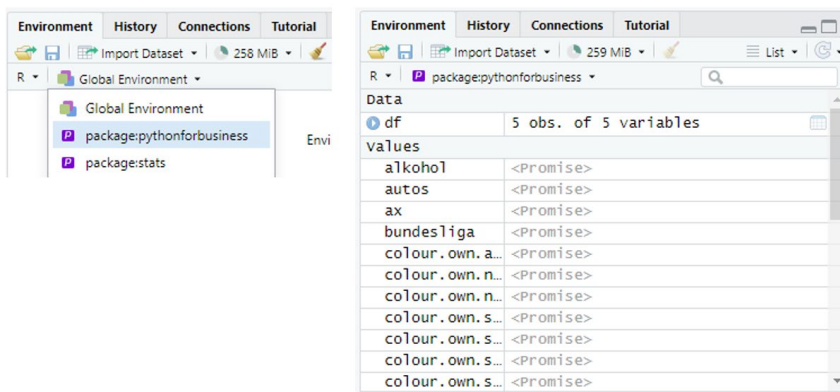 Environment History Connections Tutorial
Import Dataset 258 MiB
R Global Environment
Global Environment
package:pythonforbusiness
Envi
package:stats
Environment History Connections Tutorial
Import Dataset 259 MiB List
R package:pythonforbusiness
Data
df 5 obs. of 5 variables
Values
alkohol <Promise>
autos <Promise>
ax <Promise>
bundesliga <Promise>
colour.own.a… <Promise>
colour.own.n… <Promise>
colour.own.n… <Promise>
colour.own.s… <Promise>
colour.own.s… <Promise>
colour.own.s… <Promise>
colour.own.s… <Promise>